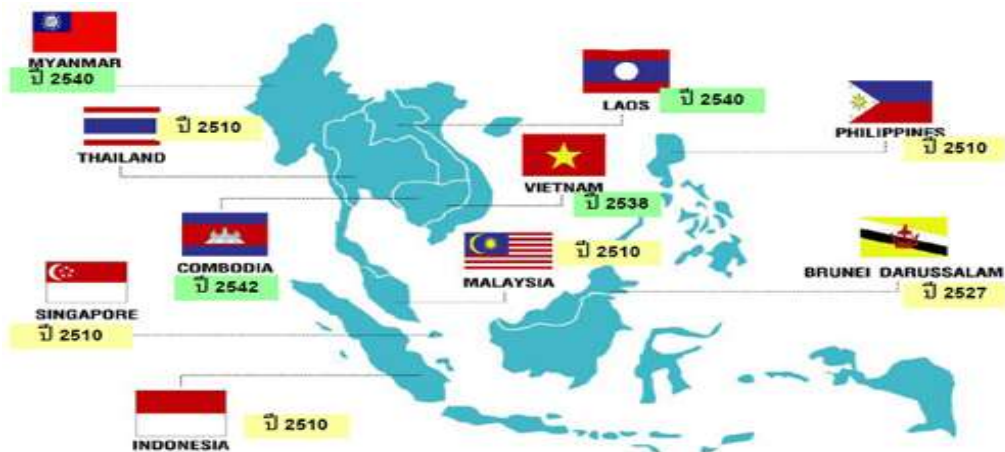 MYANMAR
ปี 2540
LAOS
ปี 2540
THAILAND
ปี 2510
PHILIPPINES
ปี 2510
VIETNAM
ปี 2538
COMBODIA
ปี 2542
MALAYSIA
ปี 2510
BRUNEI DARUSSALAM
ปี 2527
SINGAPORE
ปี 2510
INDONESIA
ปี 2510